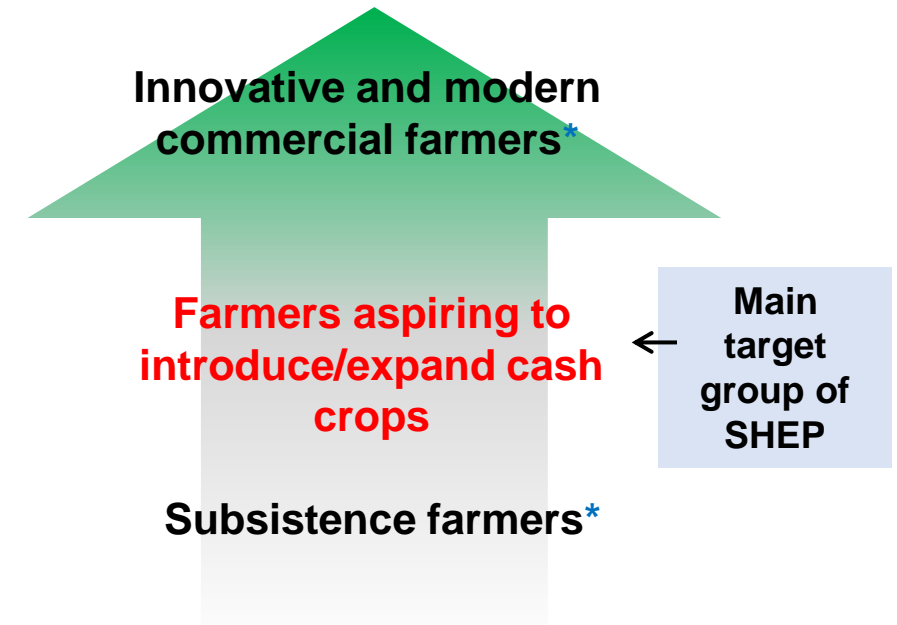 Innovative and modern
commercial farmers*
Farmers aspiring to
introduce/expand cash
crops
Main
target
group of
SHEP
Subsistence farmers*